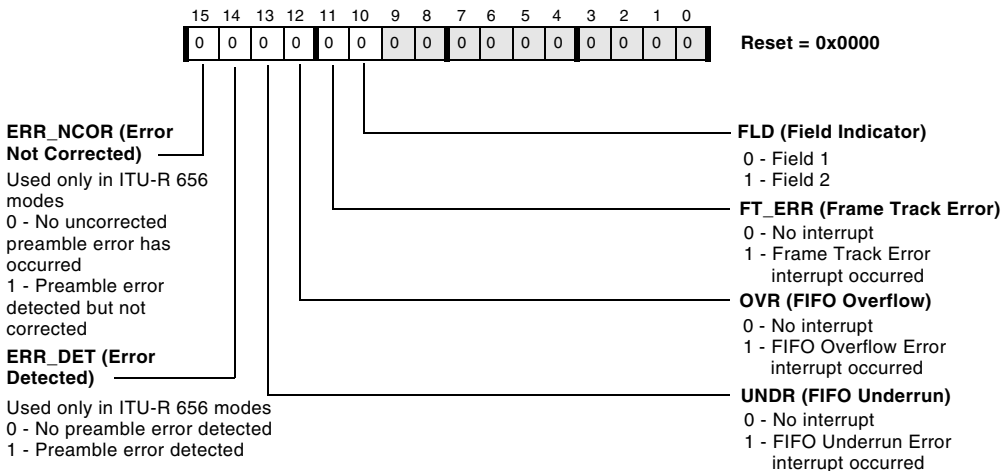 15 14 13 12 11 10 9 8 7 6 5 4 3 2 1 0
0 0 0 0 0 0 0 0 0 0 0 0 0 0 0 0
Reset = 0x0000
ERR_NCOR (Error
Not Corrected)
Used only in ITU-R 656
modes
0 - No uncorrected
preamble error has
occurred
1 - Preamble error
detected but not
corrected
ERR_DET (Error
Detected)
Used only in ITU-R 656 modes
0 - No preamble error detected
1 - Preamble error detected
FLD (Field Indicator)
0 - Field 1
1 - Field 2
FT_ERR (Frame Track Error)
0 - No interrupt
1 - Frame Track Error
interrupt occurred
OVR (FIFO Overflow)
0 - No interrupt
1 - FIFO Overflow Error
interrupt occurred
UNDR (FIFO Underrun)
0 - No interrupt
1 - FIFO Underrun Error
interrupt occurred